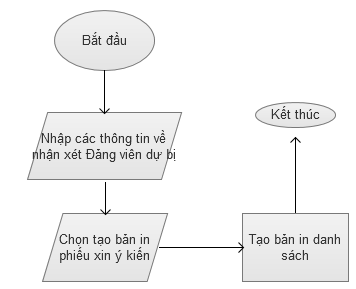 Bắt đầu
Nhập các thông tin về
nhận xét Đảng viên dự bị
Chọn tạo bản in
phiếu xin ý kiến
Tạo bản in danh
sách
Kết thúc